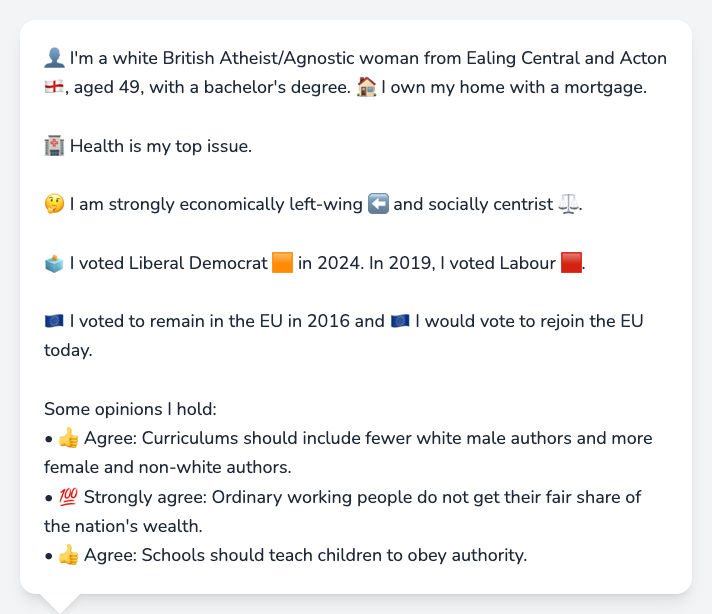 👤 I'm a white British Atheist/Agnostic woman from Ealing Central and Acton
🏴󠁧󠁢󠁥󠁮󠁧󠁿, aged 49, with a bachelor's degree. 🏠 I own my home with a mortgage.
🏥 Health is my top issue.
🤔 I am strongly economically left-wing ⬅️ and socially centrist ⚖️.
🗳️ I voted Liberal Democrat 🟧 in 2024. In 2019, I voted Labour 🟥.
🇪🇺 I voted to remain in the EU in 2016 and 🇪🇺 I would vote to rejoin the EU
today.
Some opinions I hold:
• 👍 Agree: Curriculums should include fewer white male authors and more
female and non-white authors.
• 💯 Strongly agree: Ordinary working people do not get their fair share of
the nation's wealth.
• 👍 Agree: Schools should teach children to obey authority.